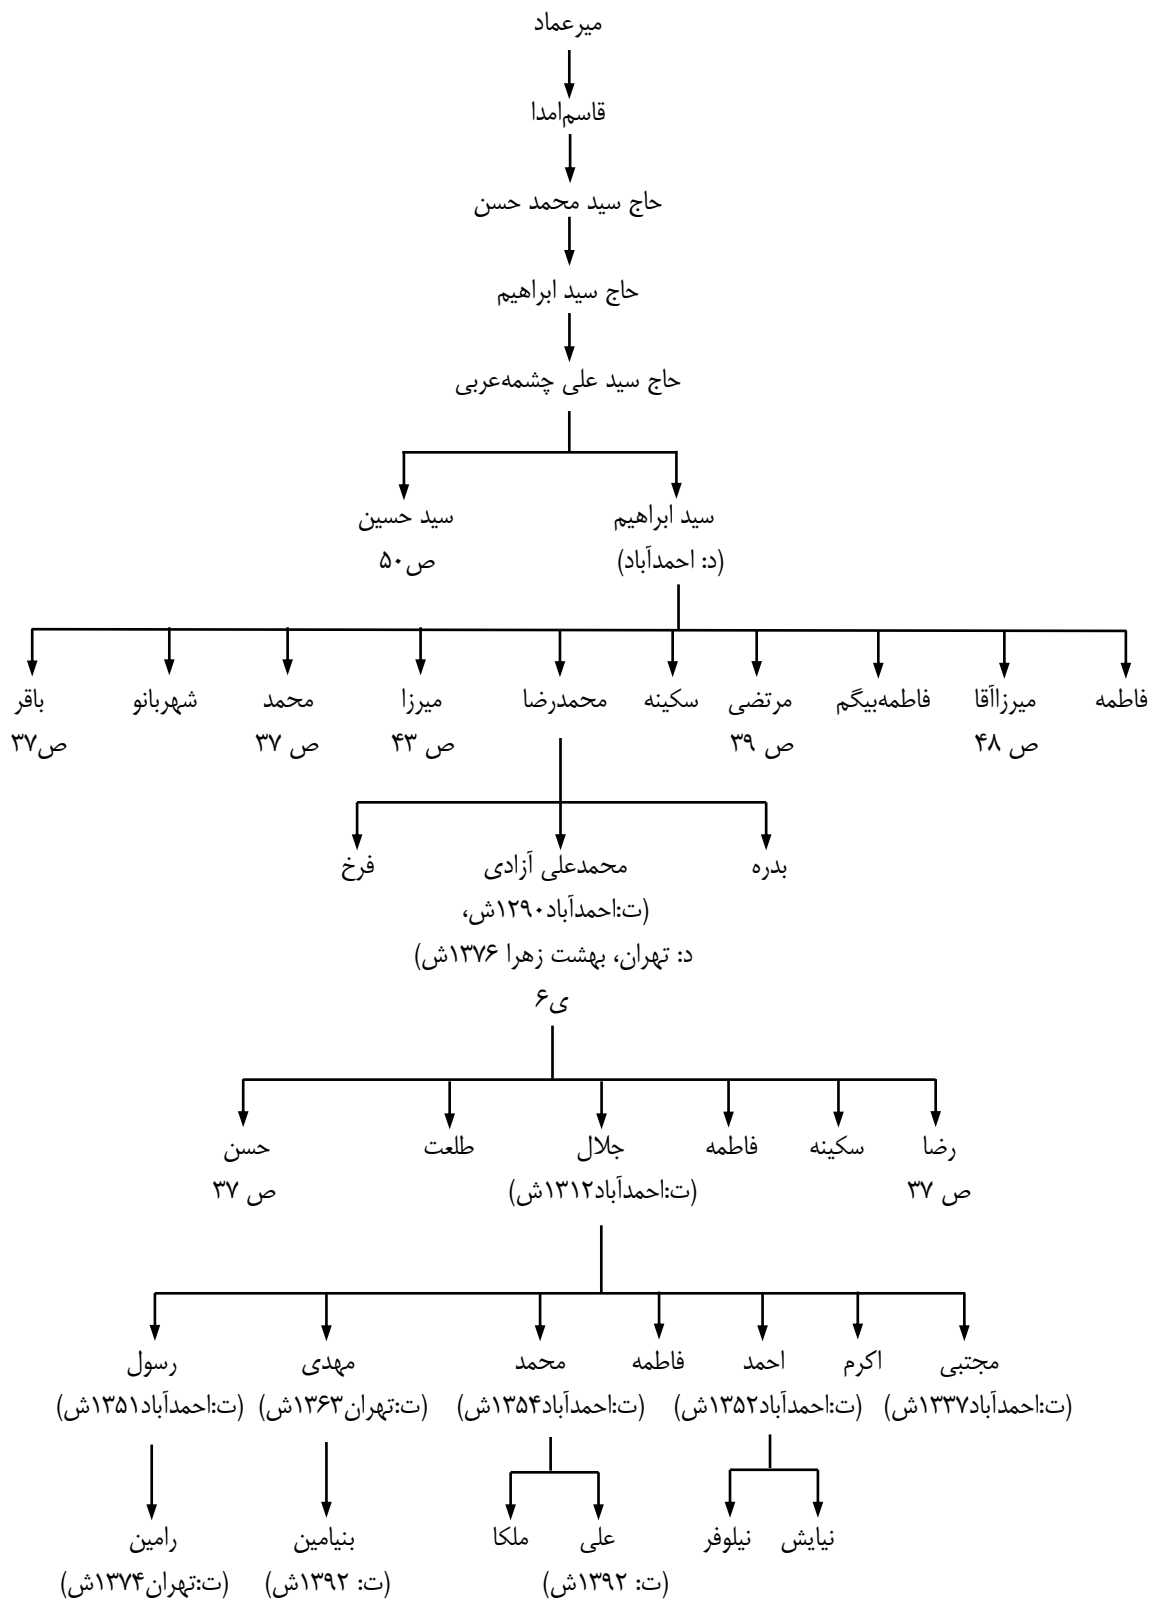 میرعماد
قاسم‌امدا
حاج سید محمد حسن
حاج سید ابراهیم
حاج سید علی چشمه‌عربی
سید ابراهیم سید حسین
(د: احمدآباد) ص۵۰
فاطمه میرزاآقا فاطمه‌بیگم مرتضی سکینه محمدرضا میرزا محمد شهربانو باقر
ص ۴۸ ص ۳۹ ص ۴۳ ص ۳۷ ص۳۷
بدره محمدعلی آزادی فرخ
(ت:احمدآباد۱۲۹۰ش،
د: تهران، بهشت زهرا ۱۳۷۶ش)
ی۶
رضا سکینه فاطمه جلال طلعت حسن
ص ۳۷ (ت:احمدآباد۱۳۱۲ش) ص ۳۷
مجتبی اکرم احمد فاطمه محمد مهدی رسول
(ت:احمدآباد۱۳۳۷ش) (ت:احمدآباد۱۳۵۲ش) (ت:احمدآباد۱۳۵۴ش) (ت:تهران۱۳۶۳ش) (ت:احمدآباد۱۳۵۱ش)
نیایش نیلوفر علی ملکا بنیامین رامین
(ت: ۱۳۹۲ش) (ت: ۱۳۹۲ش) (ت:تهران۱۳۷۴ش)